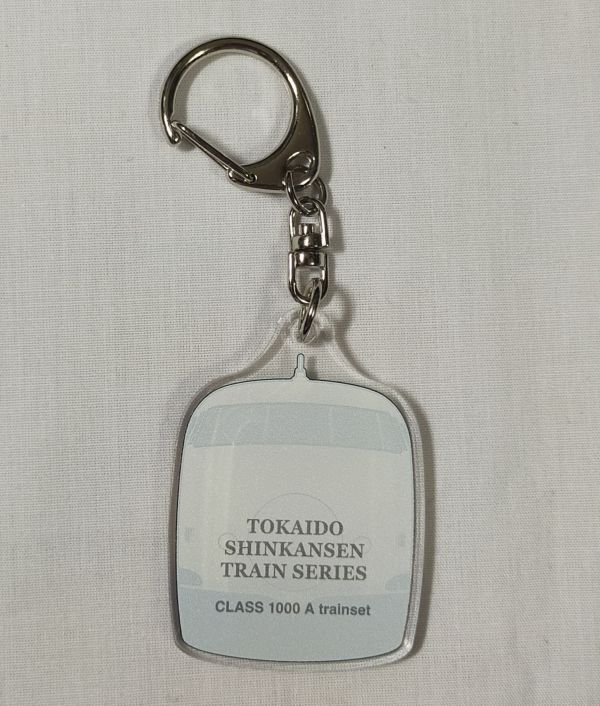 TOKAIDO
SHINKANSEN
TRAIN SERIES
CLASS 1000 A trainset